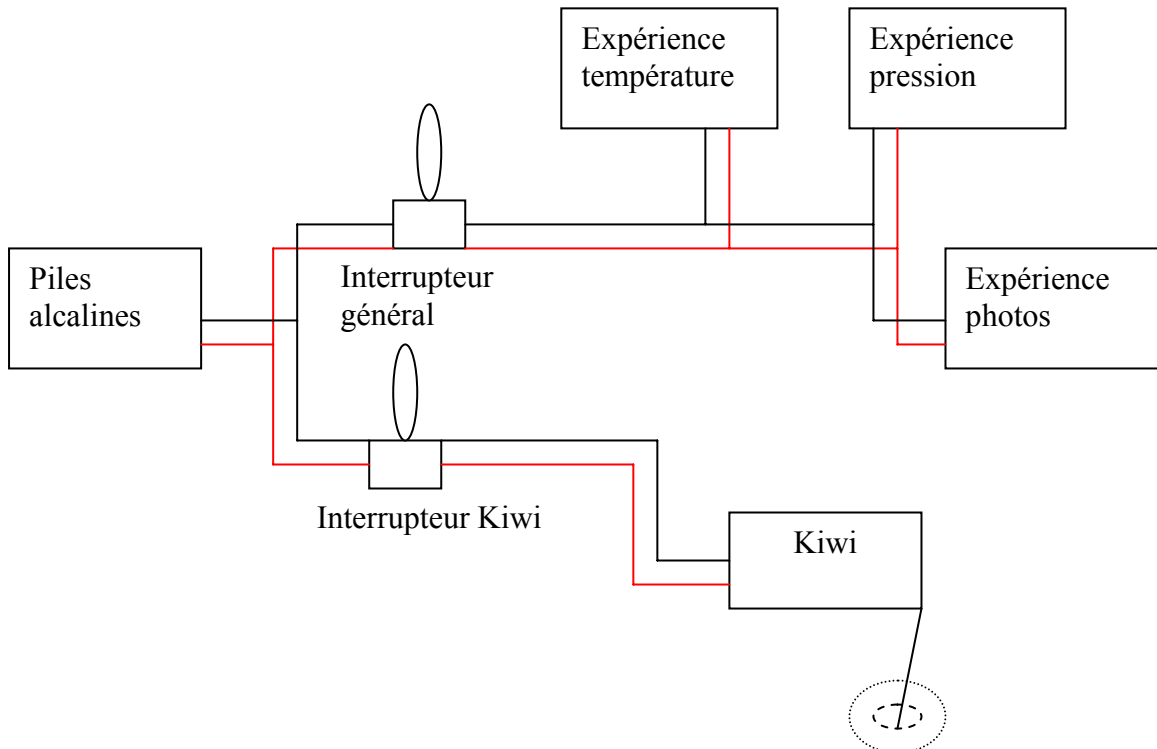 Expérience
température
Expérience
pression
Piles
alcalines
Interrupteur
général
Expérience
photos
Interrupteur Kiwi
Kiwi